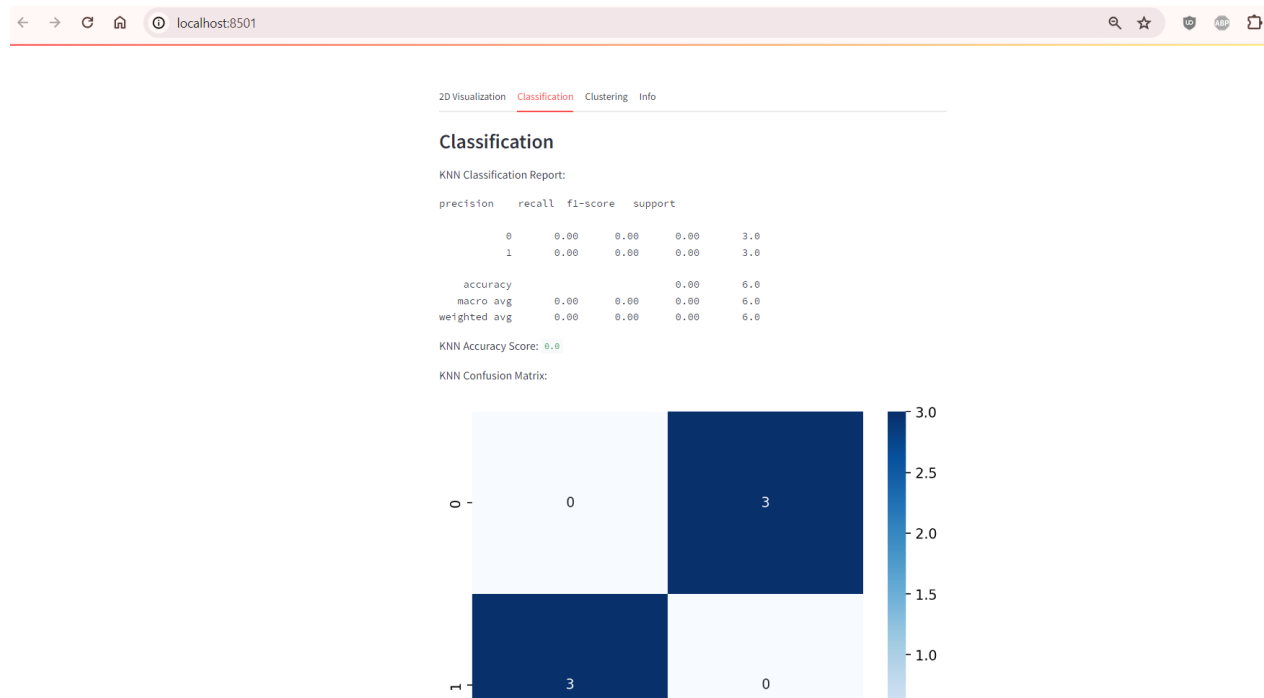 localhost:8501
2D Visualization Classification Clustering Info
Classification
KNN Classification Report:
precision recall f1-score support
0 0.00 0.00 0.00 3.0
1 0.00 0.00 0.00 3.0
accuracy 0.00 6.0
macro avg 0.00 0.00 0.00 6.0
weighted avg 0.00 0.00 0.00 6.0
KNN Accuracy Score: 0.0
KNN Confusion Matrix:
3.0
2.5
0 0 3
2.0
1.5
1.0
1 3 0